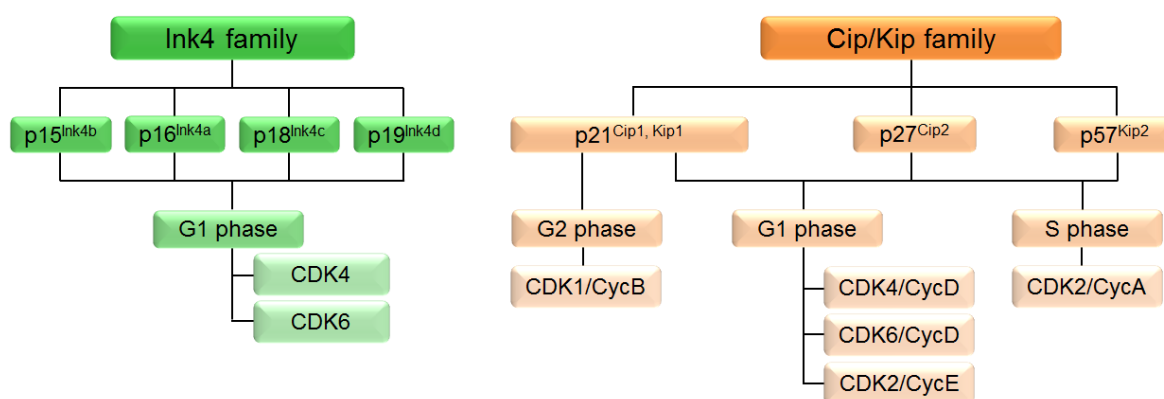 Ink4 family
Cip/Kip family
p15Ink4b
p16Ink4a
p18Ink4c
p19Ink4d
p21Cip1, Kip1
p27Cip2
p57Kip2
G1 phase
G2 phase
G1 phase
S phase
CDK4
CDK6
CDK1/CycB
CDK4/CycD
CDK6/CycD
CDK2/CycE
CDK2/CycA